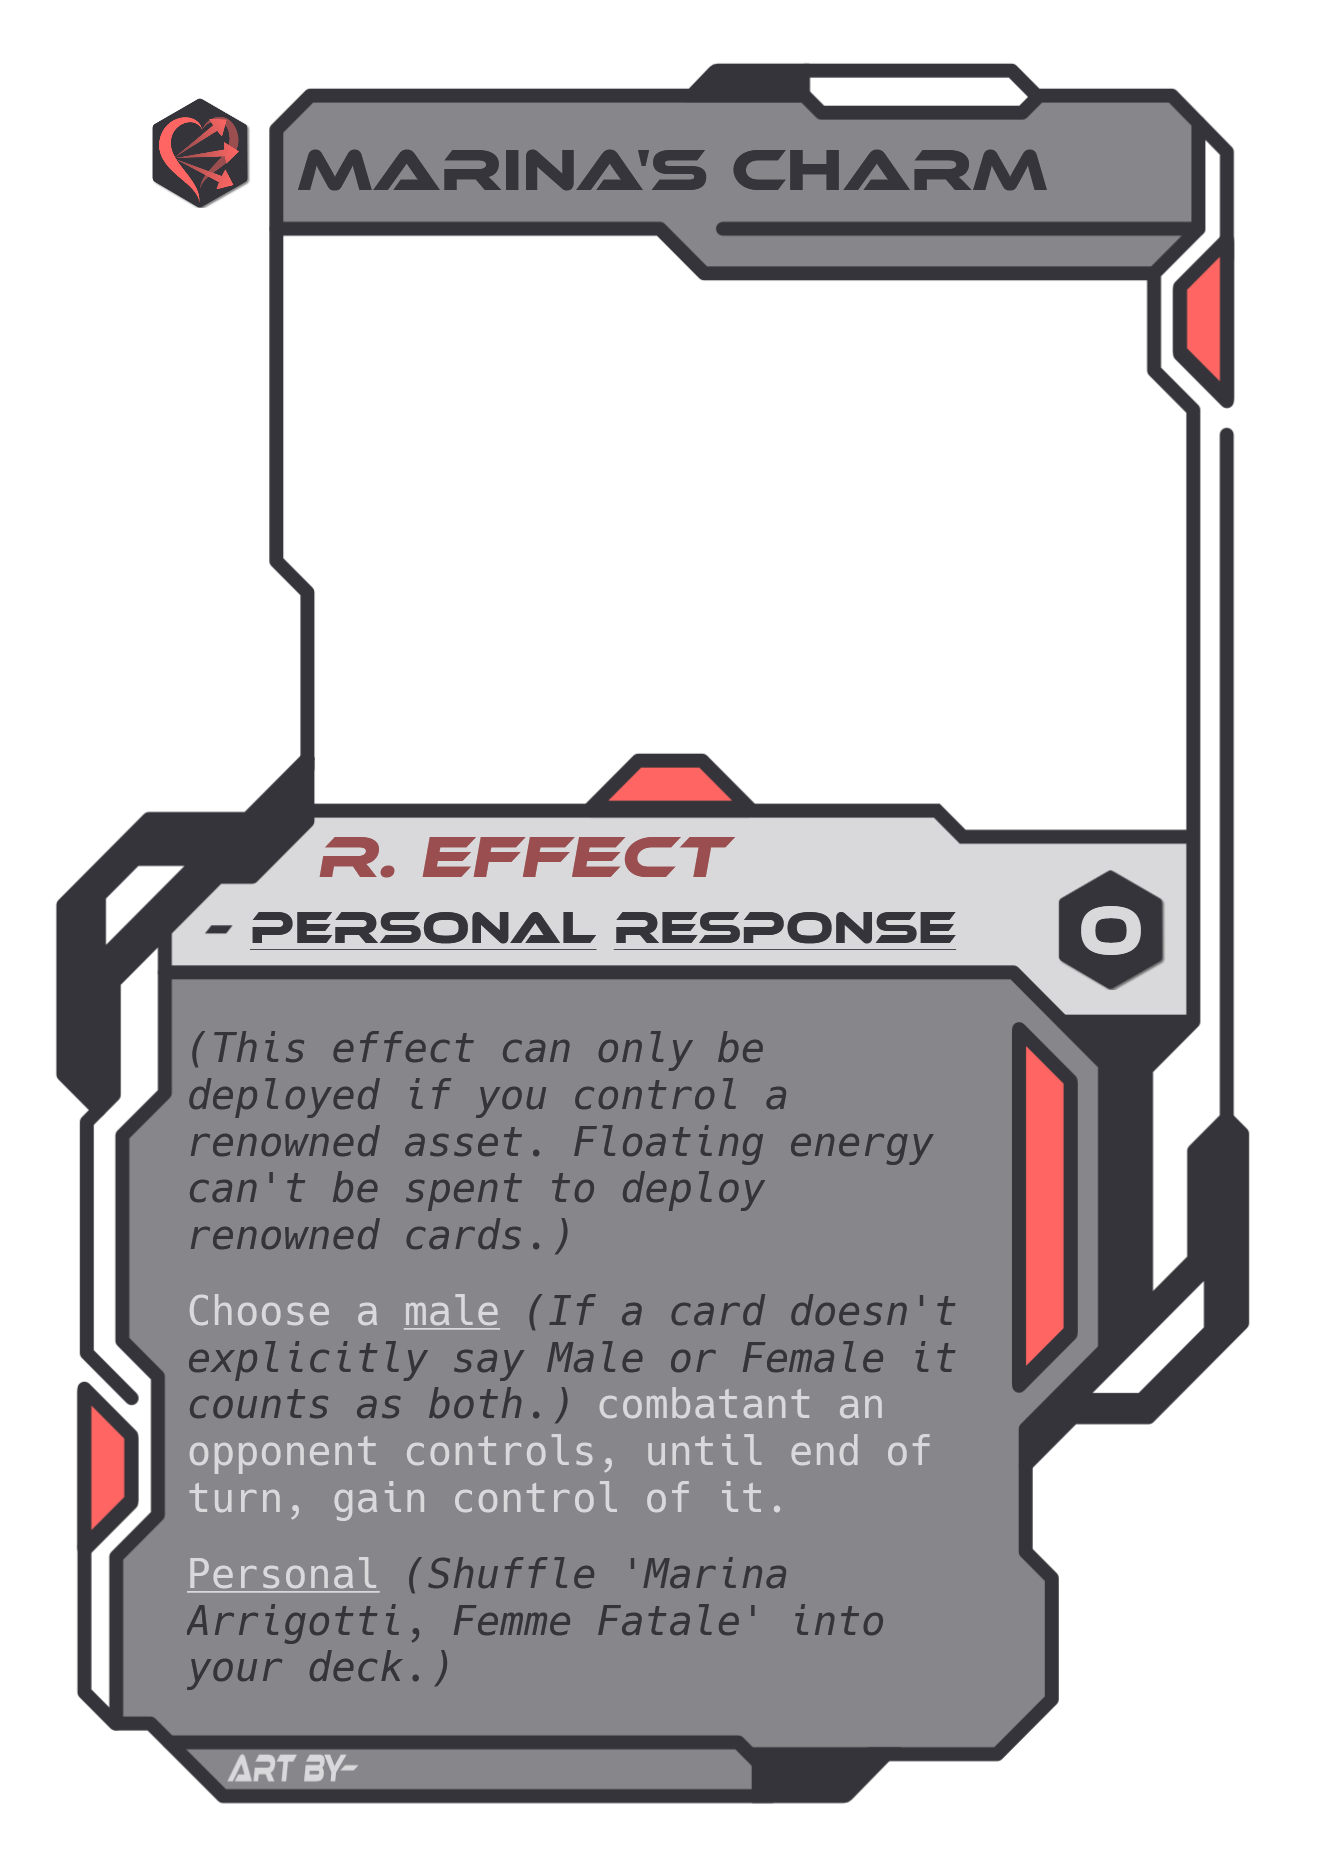 MARINA'S CHARM
R. EFFECT
- PERSONAL RESPONSE
0
(This effect can only be
deployed if you control a
renowned asset. Floating energy
can't be spent to deploy
renowned cards.)
Choose a male (If a card doesn't
explicitly say Male or Female it
counts as both.) combatant an
opponent controls, until end of
turn, gain control of it.
Personal (Shuffle 'Marina
Arrigotti, Femme Fatale' into
your deck.)
ART BY-